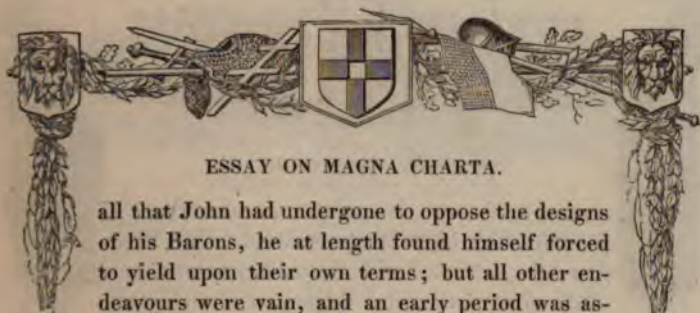 ESSAY ON MAGNA CHARTA.
all that John had undergone to oppose the designs
of his Barons, he at length found himself forced
to yield upon their own terms; but all other en-
deavours were vain, and an early period was as-